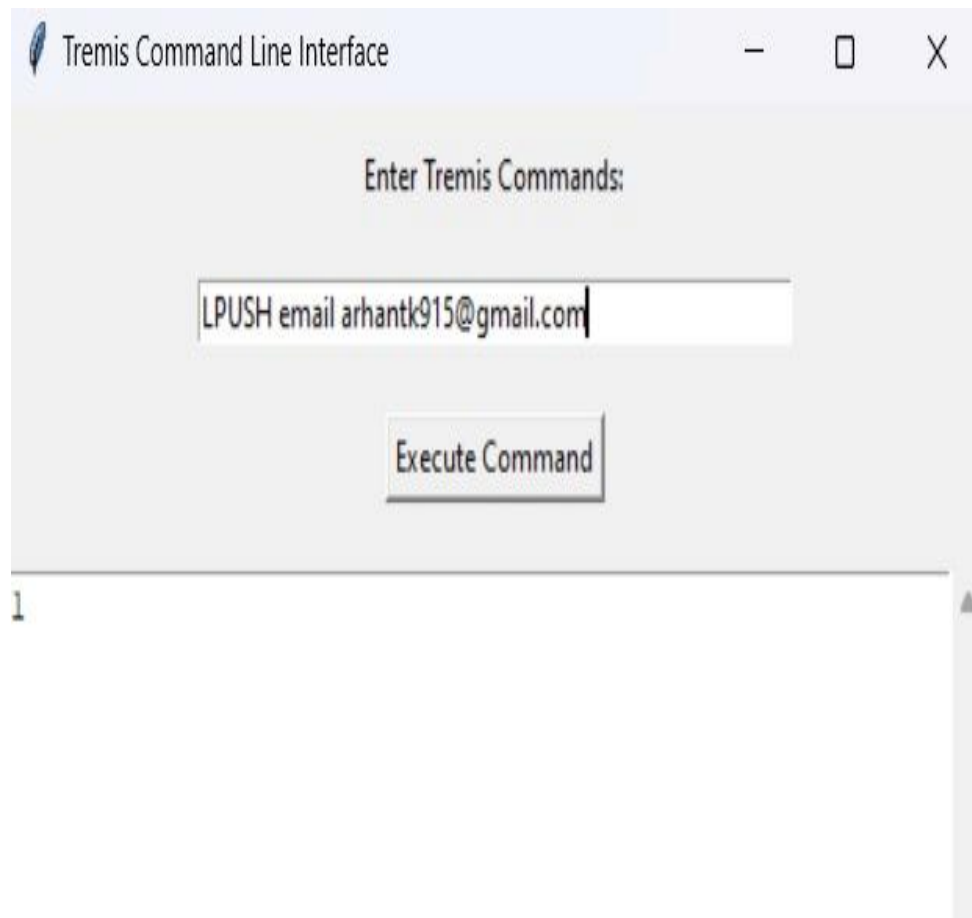 Tremis Command Line Interface
Enter Tremis Commands:
LPUSH email arhantk915@gmail.com
Execute Command
1